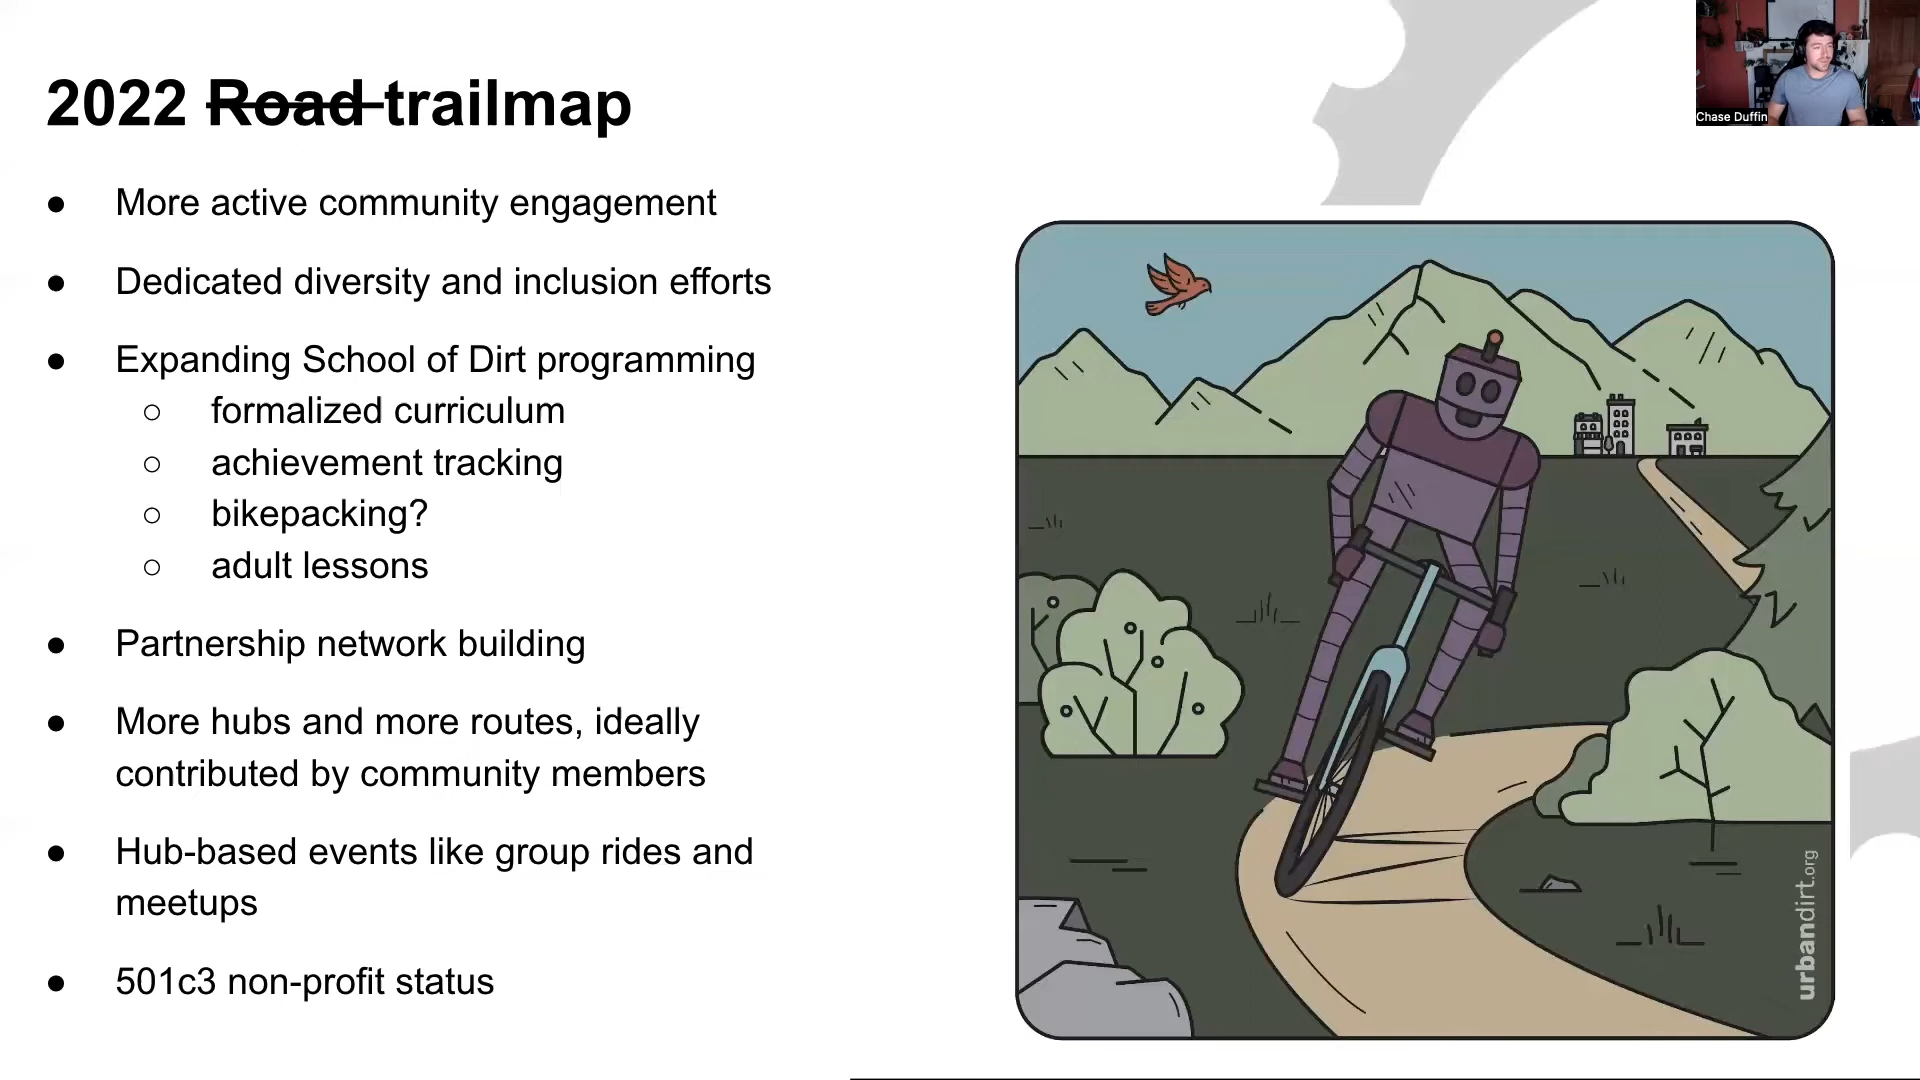 2022 Road trailmap
Chase Duffin
● More active community engagement
● Dedicated diversity and inclusion efforts
● Expanding School of Dirt programming
○ formalized curriculum
○ achievement tracking
○ bikepacking?
○ adult lessons
● Partnership network building
● More hubs and more routes, ideally
contributed by community members
● Hub-based events like group rides and
meetups
● 501c3 non-profit status
urbandirt.org